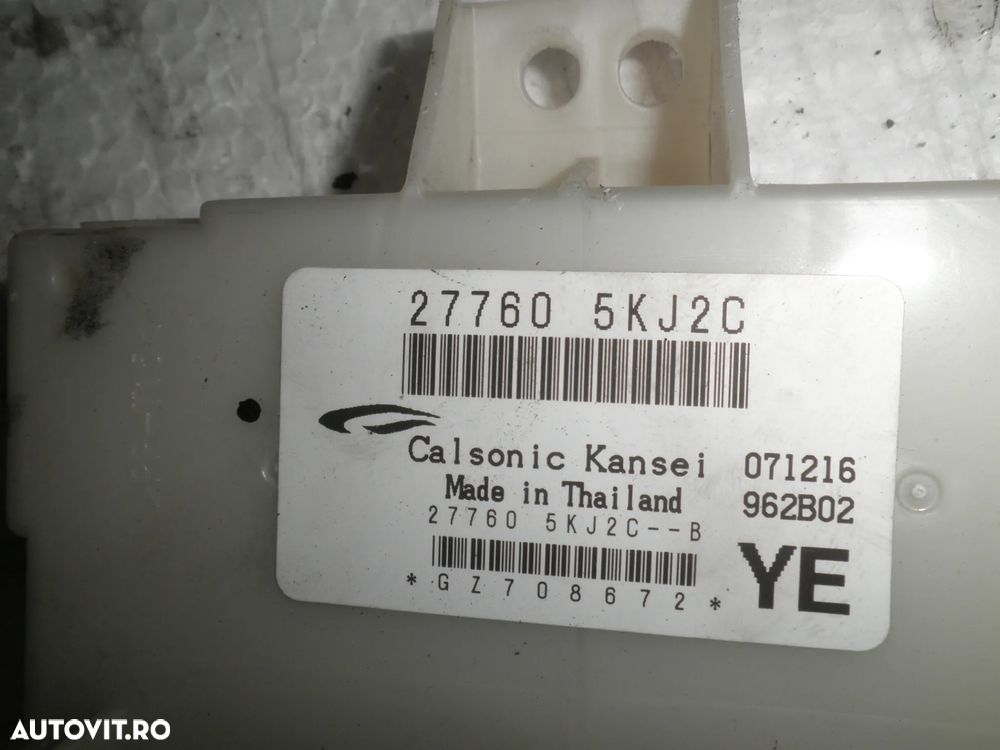 27760 5KJ2C
Calsonic Kansei 071216
Made in Thailand 962B02
27760 5KJ2C--B
YE
*GZ708672*
AUTOVIT.RO